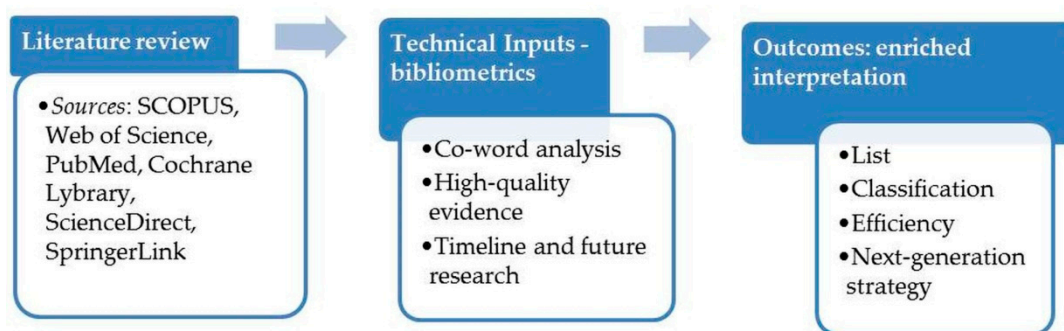 Literature review
•Sources: SCOPUS,
Web of Science,
PubMed, Cochrane
Lybrary,
ScienceDirect,
SpringerLink
Technical Inputs -
bibliometrics
•Co-word analysis
•High-quality
evidence
•Timeline and future
research
Outcomes: enriched
interpretation
•List
•Classification
•Efficiency
•Next-generation
strategy